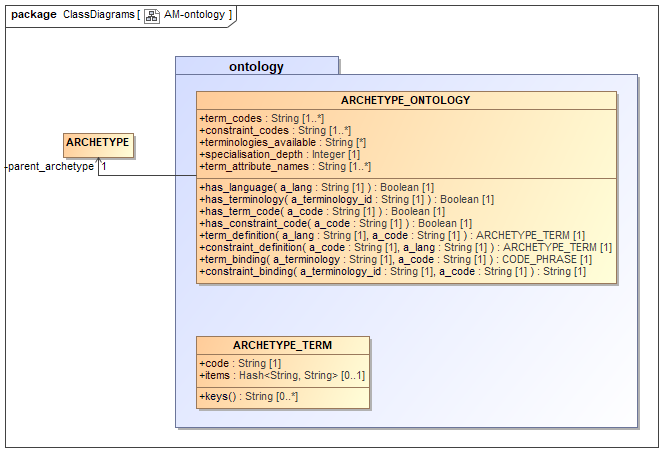 package ClassDiagrams [ AM-ontology ]
ontology
ARCHETYPE_ONTOLOGY
+term_codes : String [1..*]
+constraint_codes : String [1..*]
+terminologies_available : String [*]
+specialisation_depth : Integer [1]
+term_attribute_names : String [1..*]
ARCHETYPE
-parent_archetype 1
+has_language( a_lang : String [1] ) : Boolean [1]
+has_terminology( a_terminology_id : String [1] ) : Boolean [1]
+has_term_code( a_code : String [1] ) : Boolean [1]
+has_constraint_code( a_code : String [1] ) : Boolean [1]
+term_definition( a_lang : String [1], a_code : String [1] ) : ARCHETYPE_TERM [1]
+constraint_definition( a_code : String [1], a_lang : String [1] ) : ARCHETYPE_TERM [1]
+term_binding( a_terminology : String [1], a_code : String [1] ) : CODE_PHRASE [1]
+constraint_binding( a_terminology_id : String [1], a_code : String [1] ) : String [1]
ARCHETYPE_TERM
+code : String [1]
+items : Hash<String, String> [0..1]
+keys() : String [0..*]